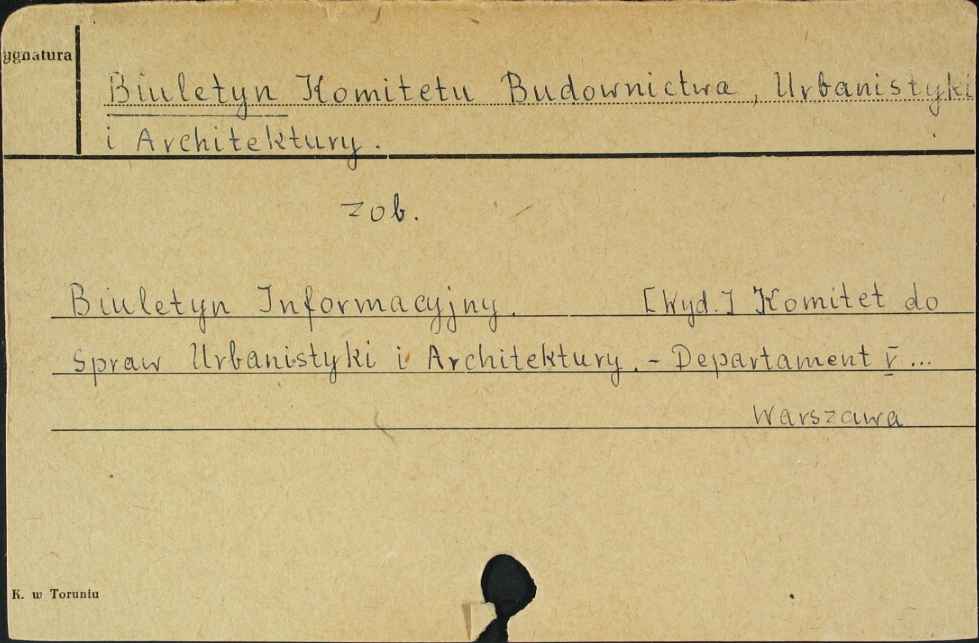 ygnatura
Biuletyn Komitetu Budownictwa, Urbanistyki
i Architektury.
zob.
Biuletyn Informacyjny. [Wyd.] Komitet do
Spraw Urbanistyki i Architektury. - Departament V...
Warszawa
K. w Toruniu